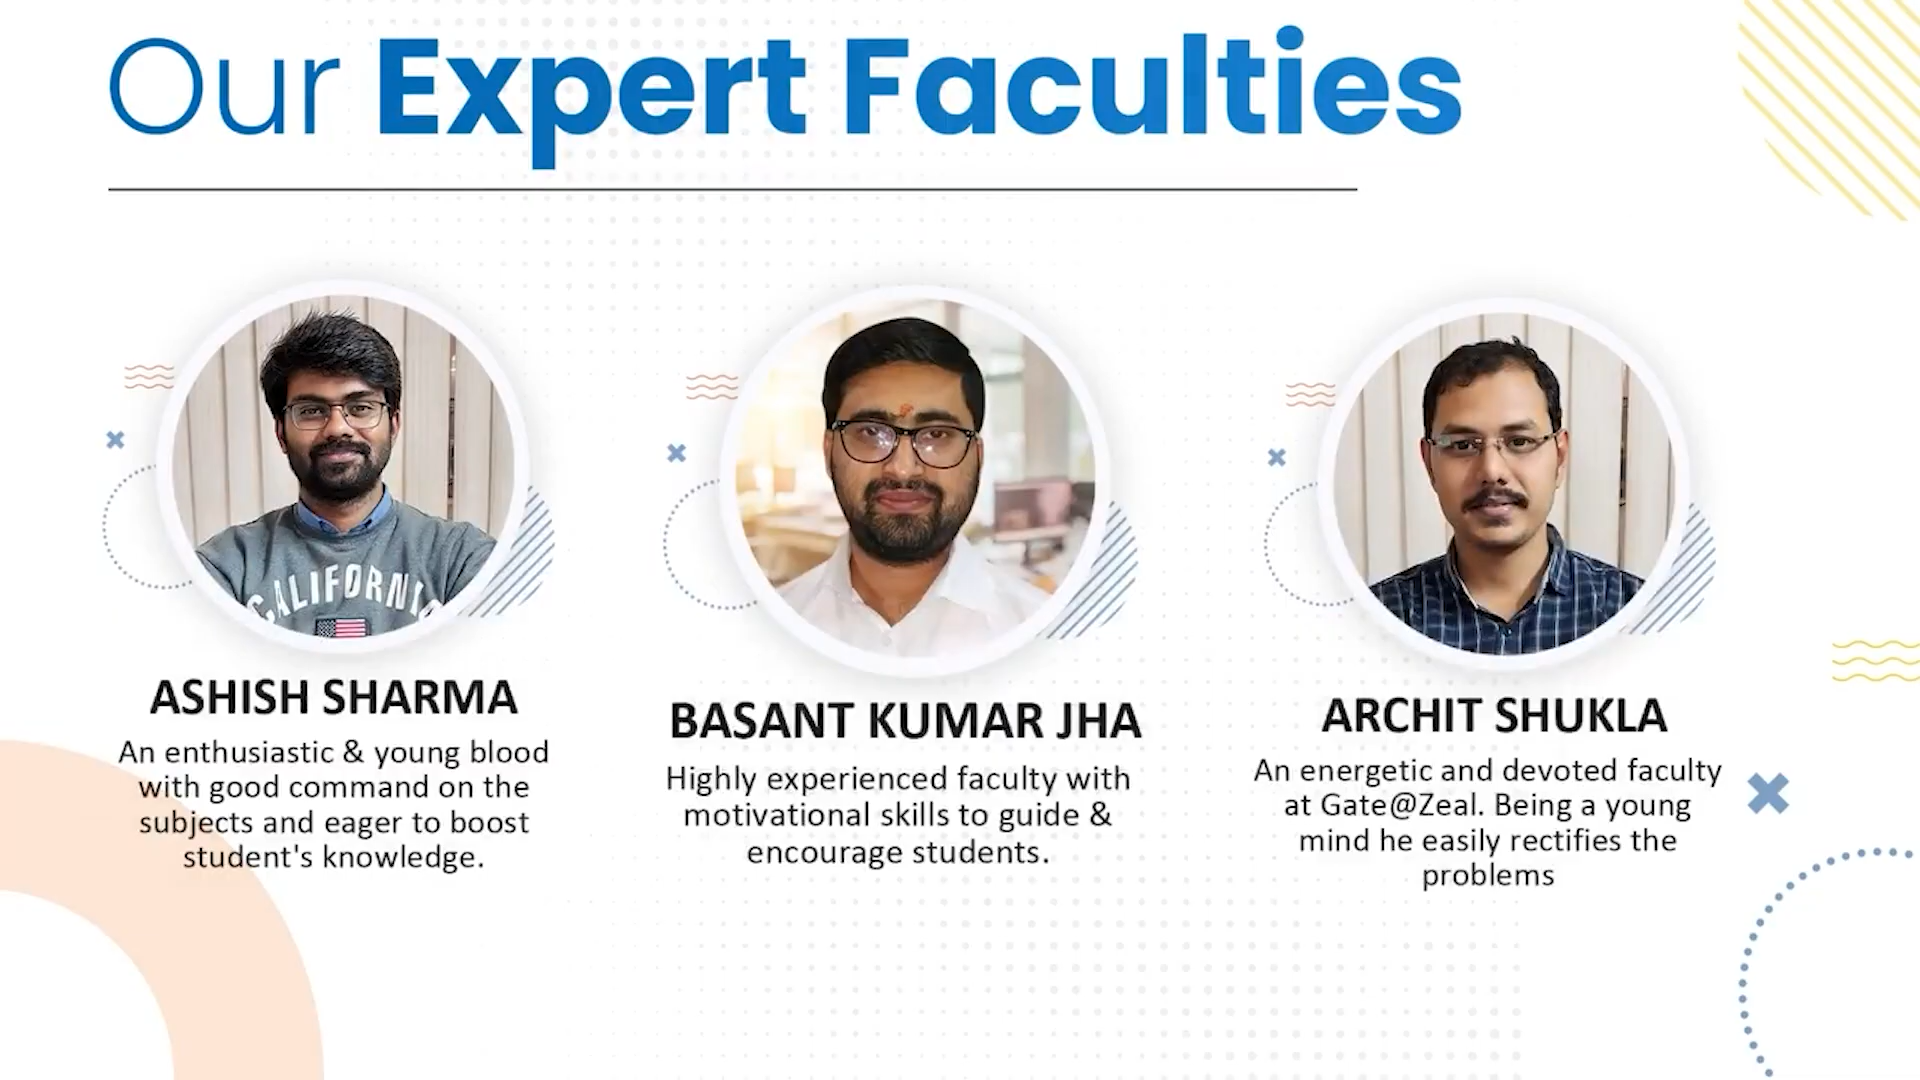 Our Expert Faculties
CALIFORNIA
ASHISH SHARMA
An enthusiastic & young blood
with good command on the
subjects and eager to boost
student's knowledge.
BASANT KUMAR JHA
Highly experienced faculty with
motivational skills to guide &
encourage students.
ARCHIT SHUKLA
An energetic and devoted faculty
at Gate@Zeal. Being a young
mind he easily rectifies the
problems